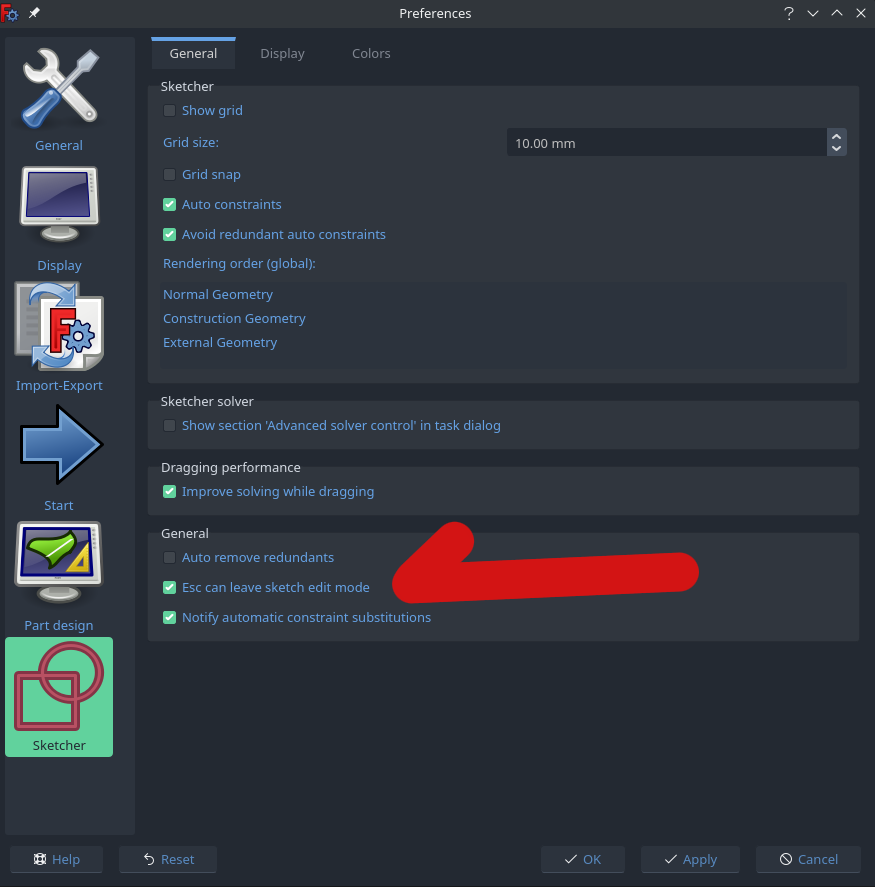 Preferences
General
Display
Import-Export
Start
Part design
Sketcher
General
Display
Colors
Sketcher
Show grid
Grid size:
10.00 mm
Grid snap
Auto constraints
Avoid redundant auto constraints
Rendering order (global):
Normal Geometry
Construction Geometry
External Geometry
Sketcher solver
Show section 'Advanced solver control' in task dialog
Dragging performance
Improve solving while dragging
General
Auto remove redundants
Esc can leave sketch edit mode
Notify automatic constraint substitutions
Help
Reset
OK
Apply
Cancel